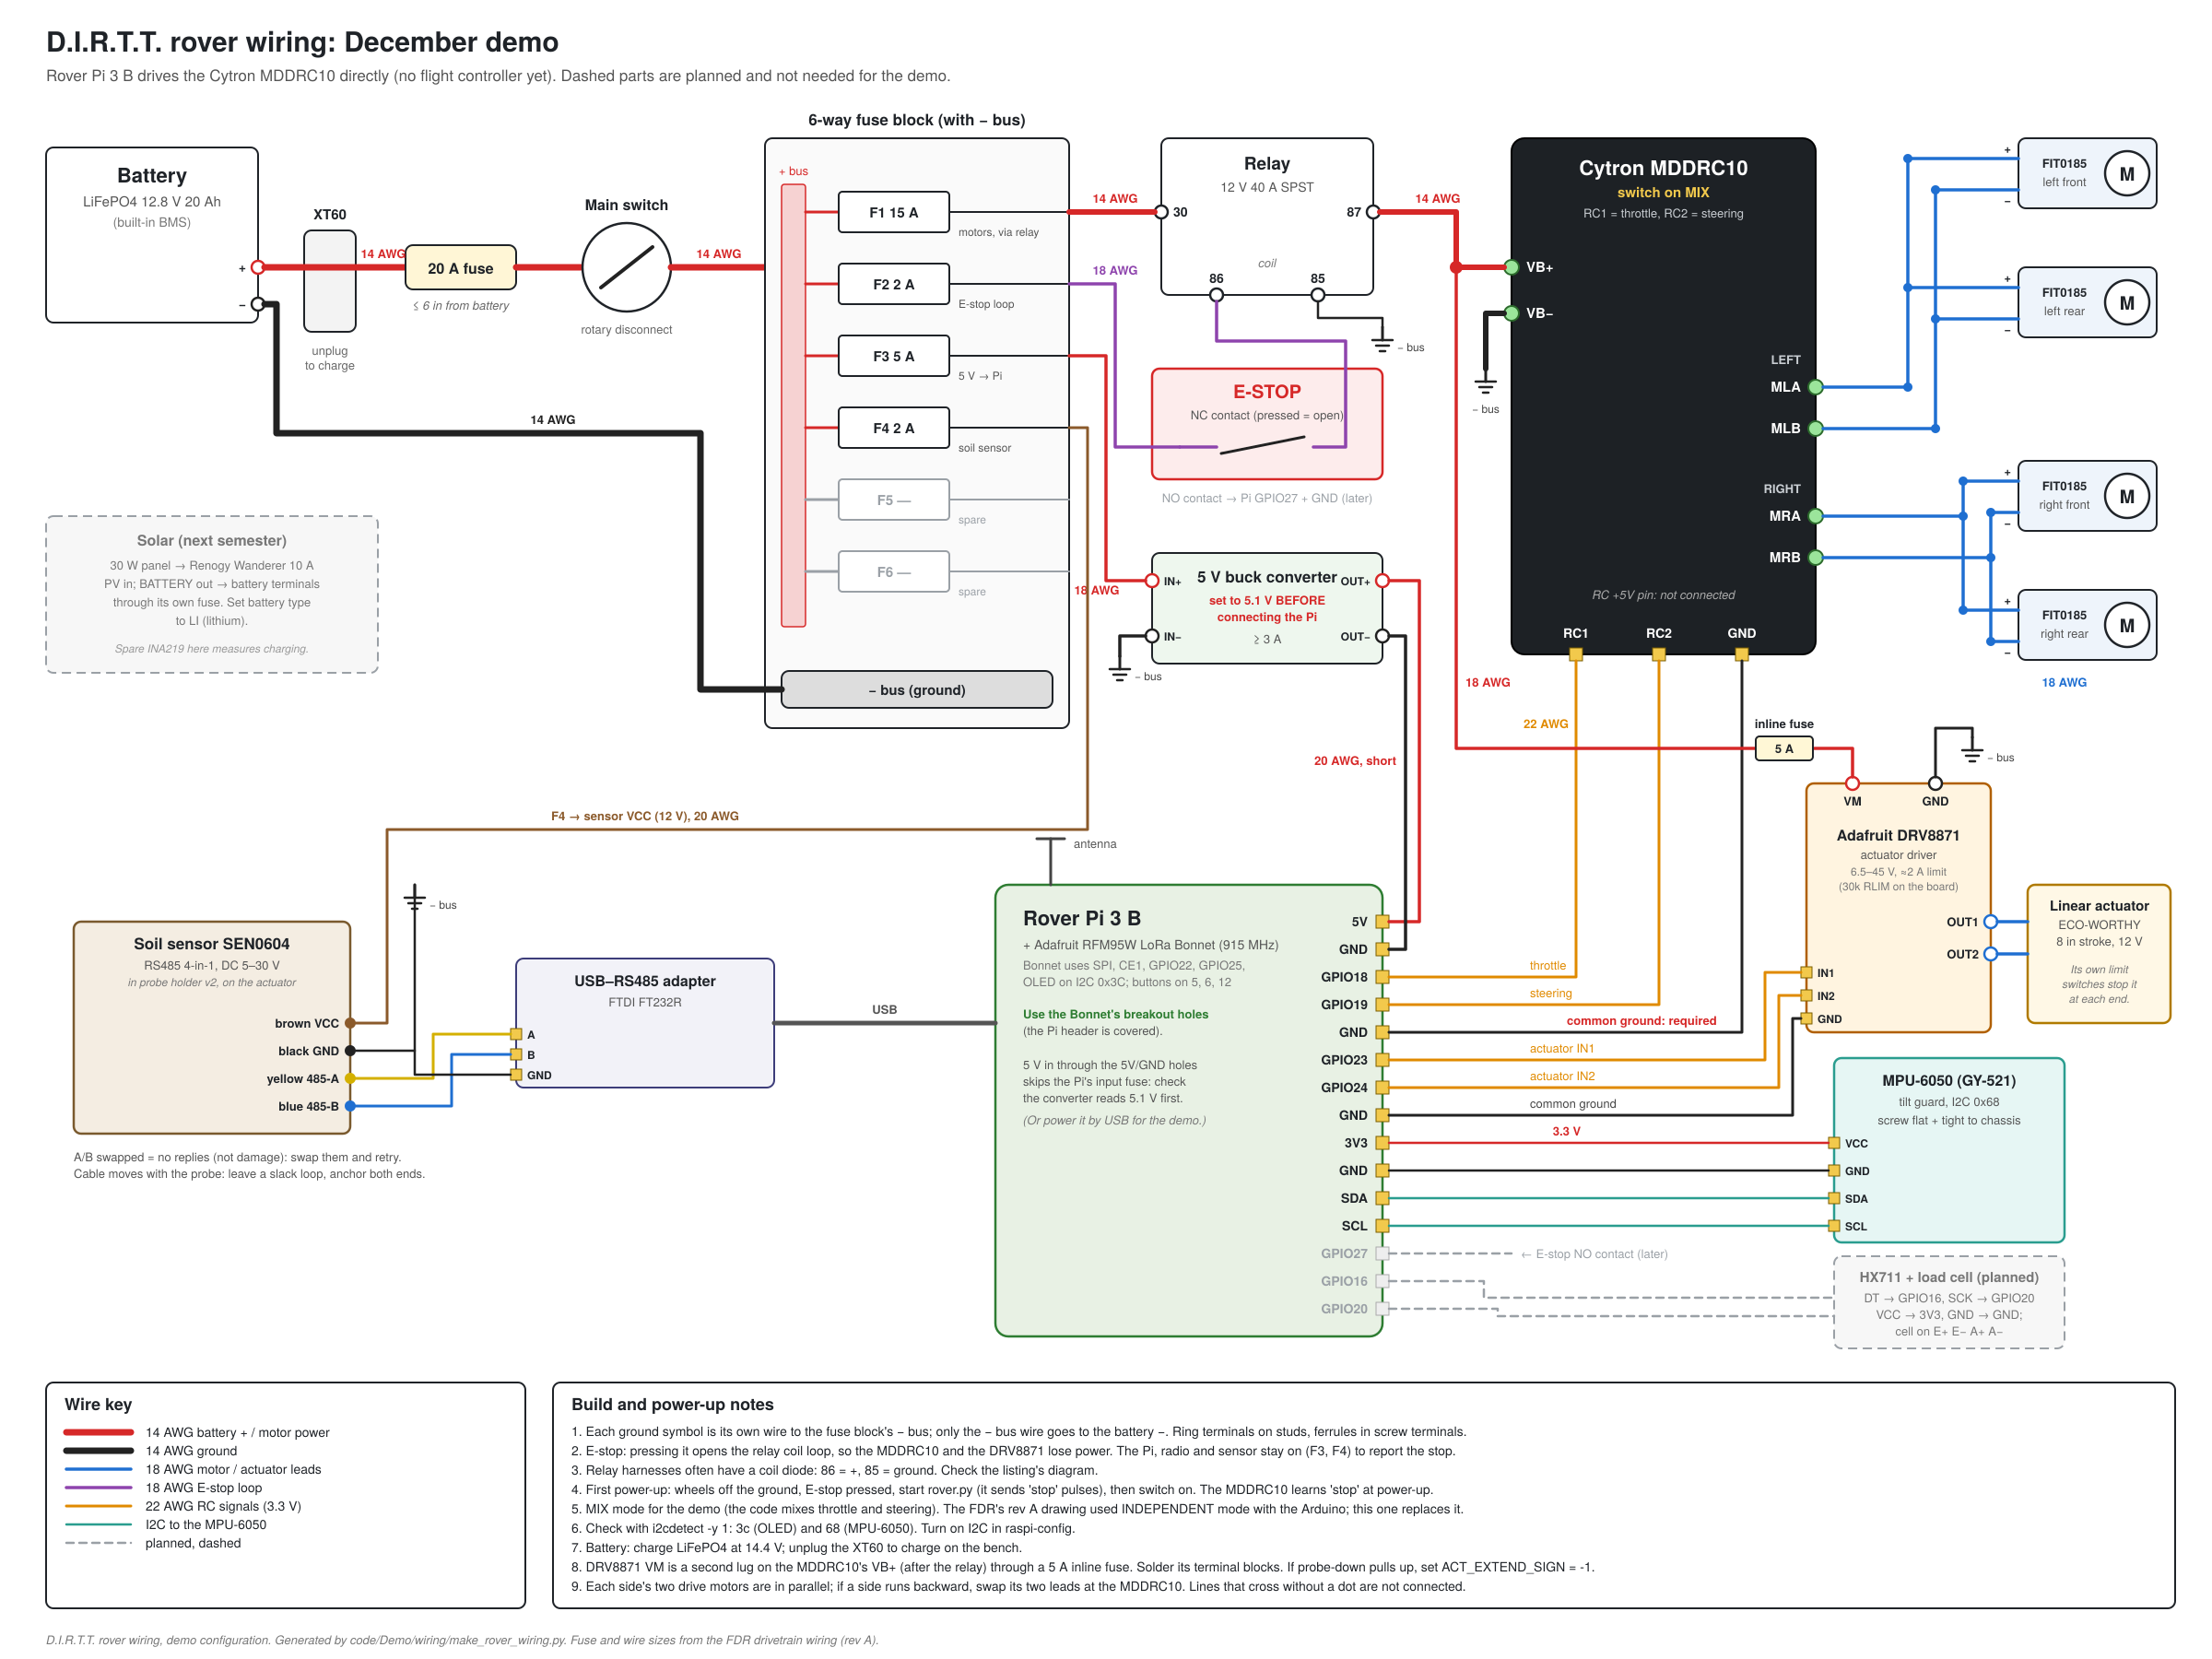 D.I.R.T.T. rover wiring: December demo
Rover Pi 3 B drives the Cytron MDDRC10 directly (no flight controller yet). Dashed parts are planned and not needed for the demo.
Battery
LiFePO4 12.8 V 20 Ah
(built-in BMS)
+
−
XT60
unplug
to charge
14 AWG
20 A fuse
≤ 6 in from battery
Main switch
rotary disconnect
14 AWG
14 AWG
6-way fuse block (with − bus)
+ bus
F1 15 A
motors, via relay
F2 2 A
E-stop loop
F3 5 A
5 V → Pi
F4 2 A
soil sensor
F5 —
spare
F6 —
spare
− bus (ground)
14 AWG
18 AWG
18 AWG
Relay
12 V 40 A SPST
30
87
coil
86
85
− bus
14 AWG
E-STOP
NC contact (pressed = open)
NO contact → Pi GPIO27 + GND (later)
5 V buck converter
set to 5.1 V BEFORE
connecting the Pi
≥ 3 A
IN+
IN−
OUT+
OUT−
− bus
20 AWG, short
Cytron MDDRC10
switch on MIX
RC1 = throttle, RC2 = steering
VB+
VB−
− bus
LEFT
MLA
MLB
RIGHT
MRA
MRB
RC +5V pin: not connected
RC1
RC2
GND
18 AWG
22 AWG
+
FIT0185
left front
M
−
+
FIT0185
left rear
M
−
+
FIT0185
right front
M
−
+
FIT0185
right rear
M
−
18 AWG
inline fuse
5 A
− bus
VM
GND
Adafruit DRV8871
actuator driver
6.5–45 V, ≈2 A limit
(30k RLIM on the board)
OUT1
OUT2
IN1
IN2
GND
Linear actuator
ECO-WORTHY
8 in stroke, 12 V
Its own limit
switches stop it
at each end.
Solar (next semester)
30 W panel → Renogy Wanderer 10 A
PV in; BATTERY out → battery terminals
through its own fuse. Set battery type
to LI (lithium).
Spare INA219 here measures charging.
F4 → sensor VCC (12 V), 20 AWG
antenna
− bus
Soil sensor SEN0604
RS485 4-in-1, DC 5–30 V
in probe holder v2, on the actuator
brown VCC
black GND
yellow 485-A
blue 485-B
A/B swapped = no replies (not damage): swap them and retry.
Cable moves with the probe: leave a slack loop, anchor both ends.
USB–RS485 adapter
FTDI FT232R
A
B
GND
USB
Rover Pi 3 B
+ Adafruit RFM95W LoRa Bonnet (915 MHz)
Bonnet uses SPI, CE1, GPIO22, GPIO25,
OLED on I2C 0x3C; buttons on 5, 6, 12
Use the Bonnet's breakout holes
(the Pi header is covered).
5 V in through the 5V/GND holes
skips the Pi's input fuse: check
the converter reads 5.1 V first.
(Or power it by USB for the demo.)
5V
GND
GPIO18
GPIO19
GND
GPIO23
GPIO24
GND
3V3
GND
SDA
SCL
GPIO27
GPIO16
GPIO20
throttle
steering
common ground: required
actuator IN1
actuator IN2
common ground
3.3 V
← E-stop NO contact (later)
MPU-6050 (GY-521)
tilt guard, I2C 0x68
screw flat + tight to chassis
VCC
GND
SDA
SCL
HX711 + load cell (planned)
DT → GPIO16, SCK → GPIO20
VCC → 3V3, GND → GND;
cell on E+ E− A+ A−
Wire key
14 AWG battery + / motor power
14 AWG ground
18 AWG motor / actuator leads
18 AWG E-stop loop
22 AWG RC signals (3.3 V)
I2C to the MPU-6050
planned, dashed
Build and power-up notes
1. Each ground symbol is its own wire to the fuse block's − bus; only the − bus wire goes to the battery −. Ring terminals on studs, ferrules in screw terminals.
2. E-stop: pressing it opens the relay coil loop, so the MDDRC10 and the DRV8871 lose power. The Pi, radio and sensor stay on (F3, F4) to report the stop.
3. Relay harnesses often have a coil diode: 86 = +, 85 = ground. Check the listing's diagram.
4. First power-up: wheels off the ground, E-stop pressed, start rover.py (it sends 'stop' pulses), then switch on. The MDDRC10 learns 'stop' at power-up.
5. MIX mode for the demo (the code mixes throttle and steering). The FDR's rev A drawing used INDEPENDENT mode with the Arduino; this one replaces it.
6. Check with i2cdetect -y 1: 3c (OLED) and 68 (MPU-6050). Turn on I2C in raspi-config.
7. Battery: charge LiFePO4 at 14.4 V; unplug the XT60 to charge on the bench.
8. DRV8871 VM is a second lug on the MDDRC10's VB+ (after the relay) through a 5 A inline fuse. Solder its terminal blocks. If probe-down pulls up, set ACT_EXTEND_SIGN = -1.
9. Each side's two drive motors are in parallel; if a side runs backward, swap its two leads at the MDDRC10. Lines that cross without a dot are not connected.
D.I.R.T.T. rover wiring, demo configuration. Generated by code/Demo/wiring/make_rover_wiring.py. Fuse and wire sizes from the FDR drivetrain wiring (rev A).